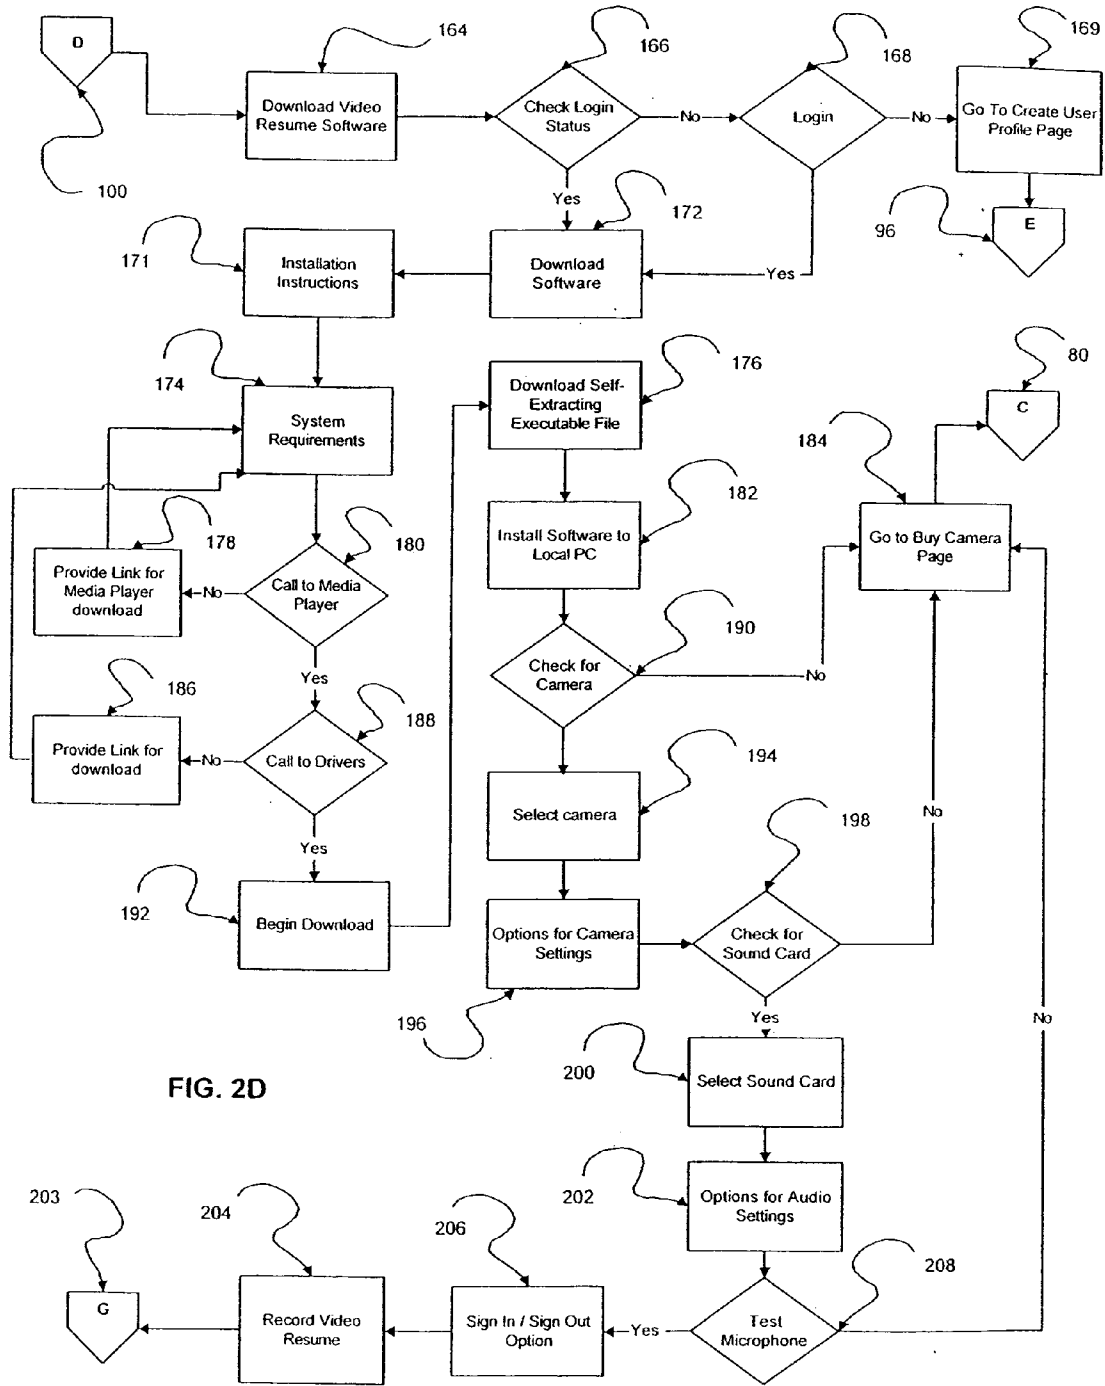 D
164
166
168
169
Download Video
Resume Software
Check Login
Status
No
Login
No
Go To Create User
Profile Page
100
Yes
172
96
E
171
Installation
Instructions
Download
Software
Yes
174
176
80
System
Requirements
Download Self-
Extracting
Executable File
C
184
182
178
180
Install Software to
Local PC
Go to Buy Camera
Page
Provide Link for
Media Player
download
No
Call to Media
Player
190
Check for
Camera
No
Yes
186
188
194
Provide Link for
download
No
Call to Drivers
Select camera
198
No
Yes
192
Begin Download
Options for Camera
Settings
Check for
Sound Card
196
Yes
No
200
Select Sound Card
FIG. 2D
203
204
206
202
Options for Audio
Settings
208
G
Record Video
Resume
Sign In / Sign Out
Option
Yes
Test
Microphone